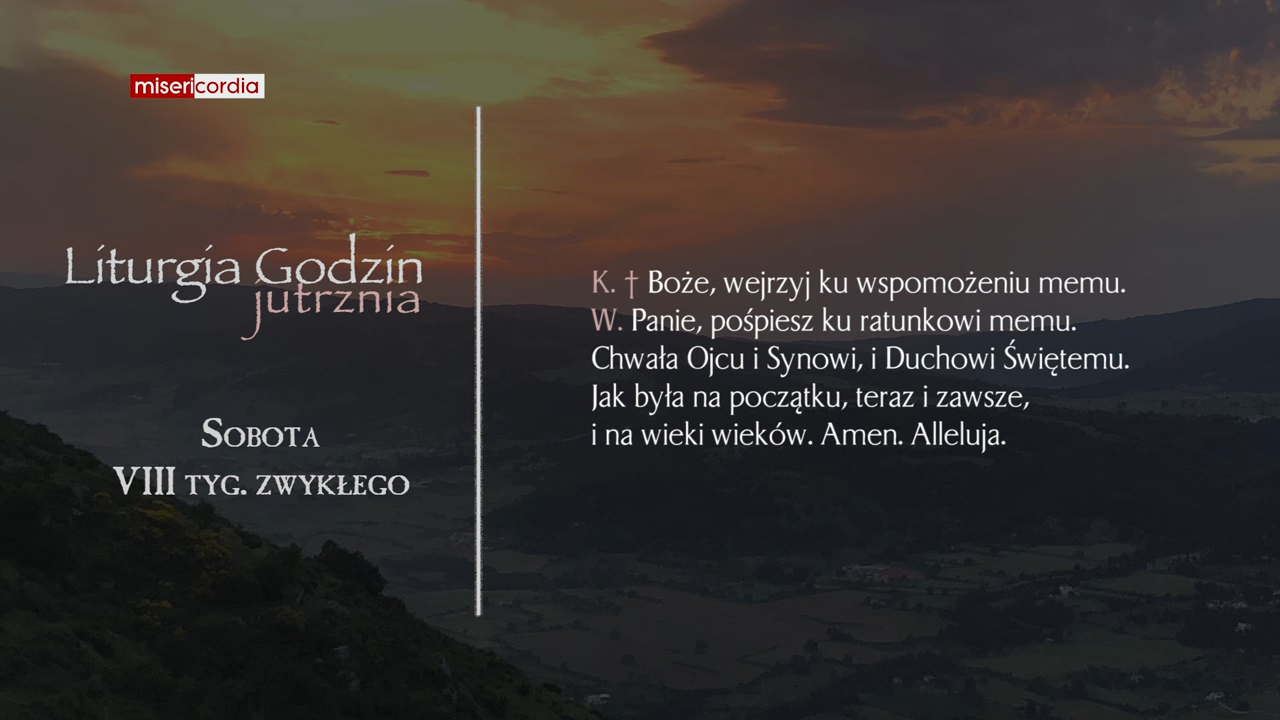 misericordia
Liturgia Godzin
jutrznia
Sobota
VIII tyg. zwykłego
K. † Boże, wejrzyj ku wspomożeniu memu.
W. Panie, pośpiesz ku ratunkowi memu.
Chwała Ojcu i Synowi, i Duchowi Świętemu.
Jak była na początku, teraz i zawsze,
i na wieki wieków. Amen. Alleluja.